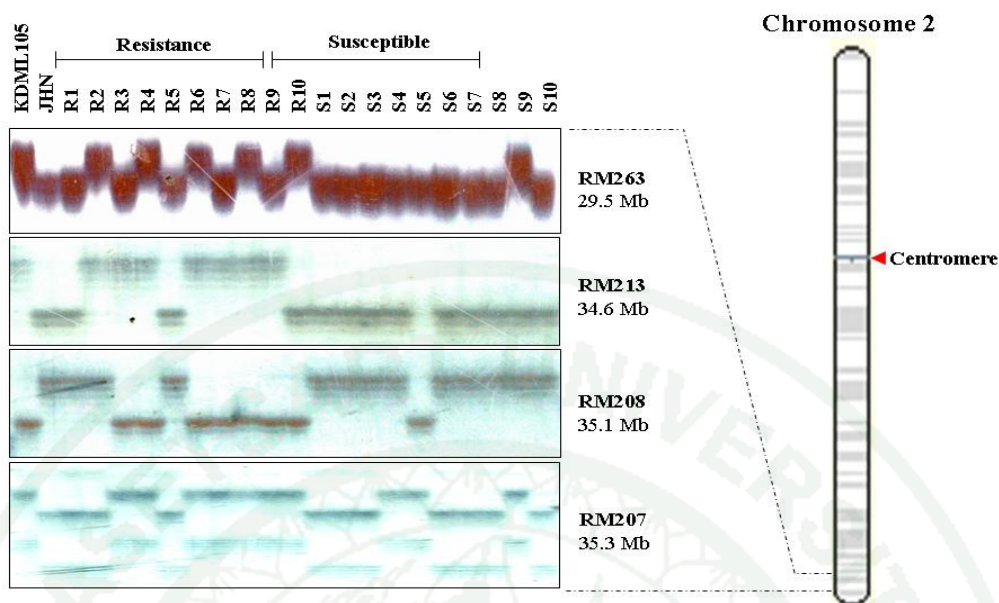 Chromosome 2
Resistance
Susceptible
KDML105
JHN
R1
R2
R3
R4
R5
R6
R7
R8
R9
R10
S1
S2
S3
S4
S5
S6
S7
S8
S9
S10
RM263
29.5 Mb
Centromere
RM213
34.6 Mb
RM208
35.1 Mb
RM207
35.3 Mb